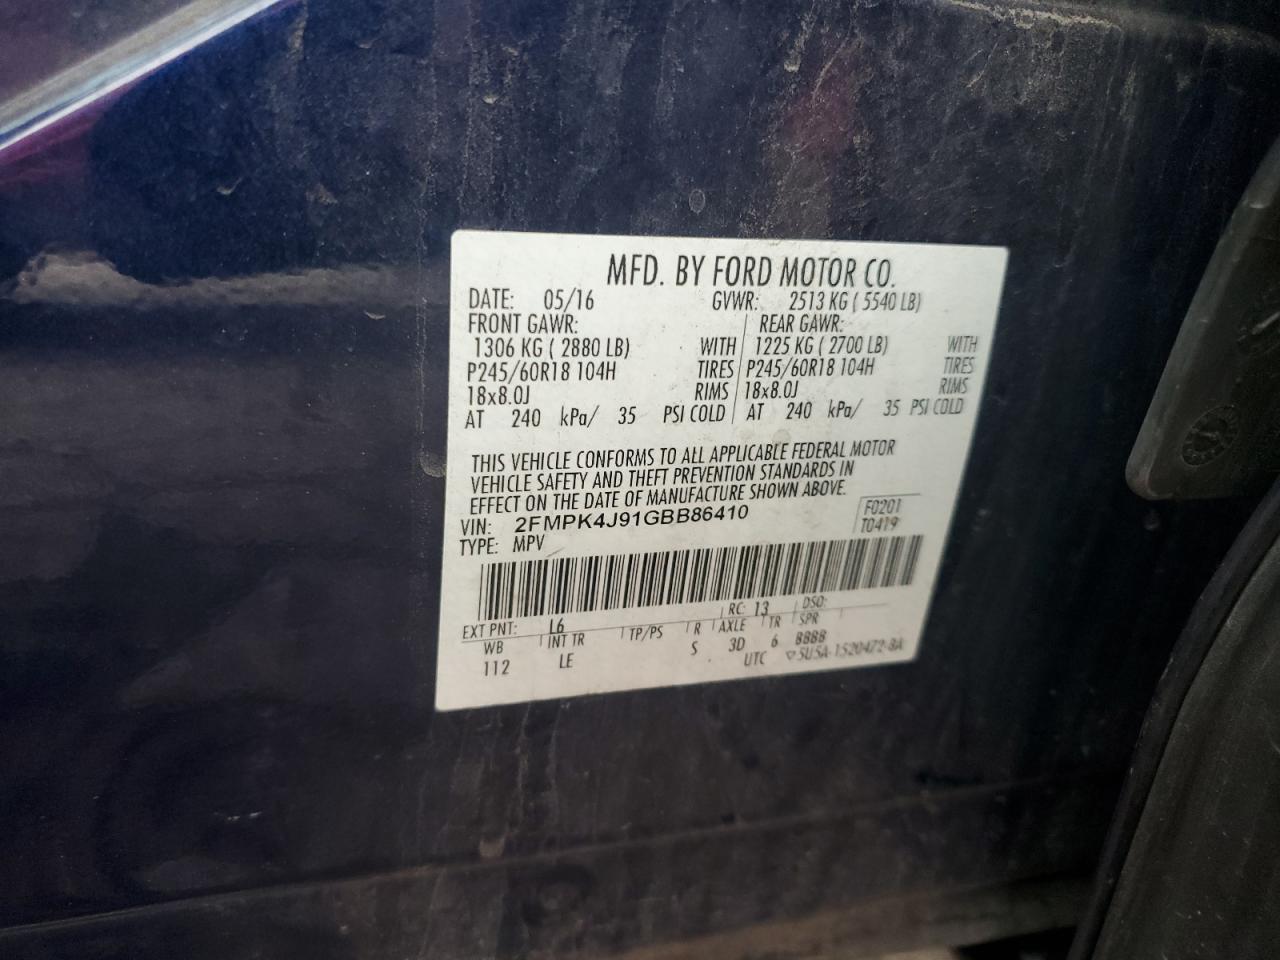 MFD. BY FORD MOTOR CO.
DATE: 05/16 GVWR: 2513 KG ( 5540 LB)
FRONT GAWR: REAR GAWR:
1306 KG ( 2880 LB) WITH 1225 KG ( 2700 LB) WITH
P245/60R18 104H TIRES P245/60R18 104H TIRES
18x8.0J RIMS 18x8.0J RIMS
AT 240 kPa/ 35 PSI COLD AT 240 kPa/ 35 PSI COLD
THIS VEHICLE CONFORMS TO ALL APPLICABLE FEDERAL MOTOR
VEHICLE SAFETY AND THEFT PREVENTION STANDARDS IN
EFFECT ON THE DATE OF MANUFACTURE SHOWN ABOVE.
VIN: 2FMPK4J91GBB86410 F0201
TYPE: MPV T0419
EXT PNT: L6 RC: 13 DSO:
WB INT TR TP/PS R AXLE TR SPR
112 LE S 3D 6 8888
UTC ▽5U5A-1520472-BA